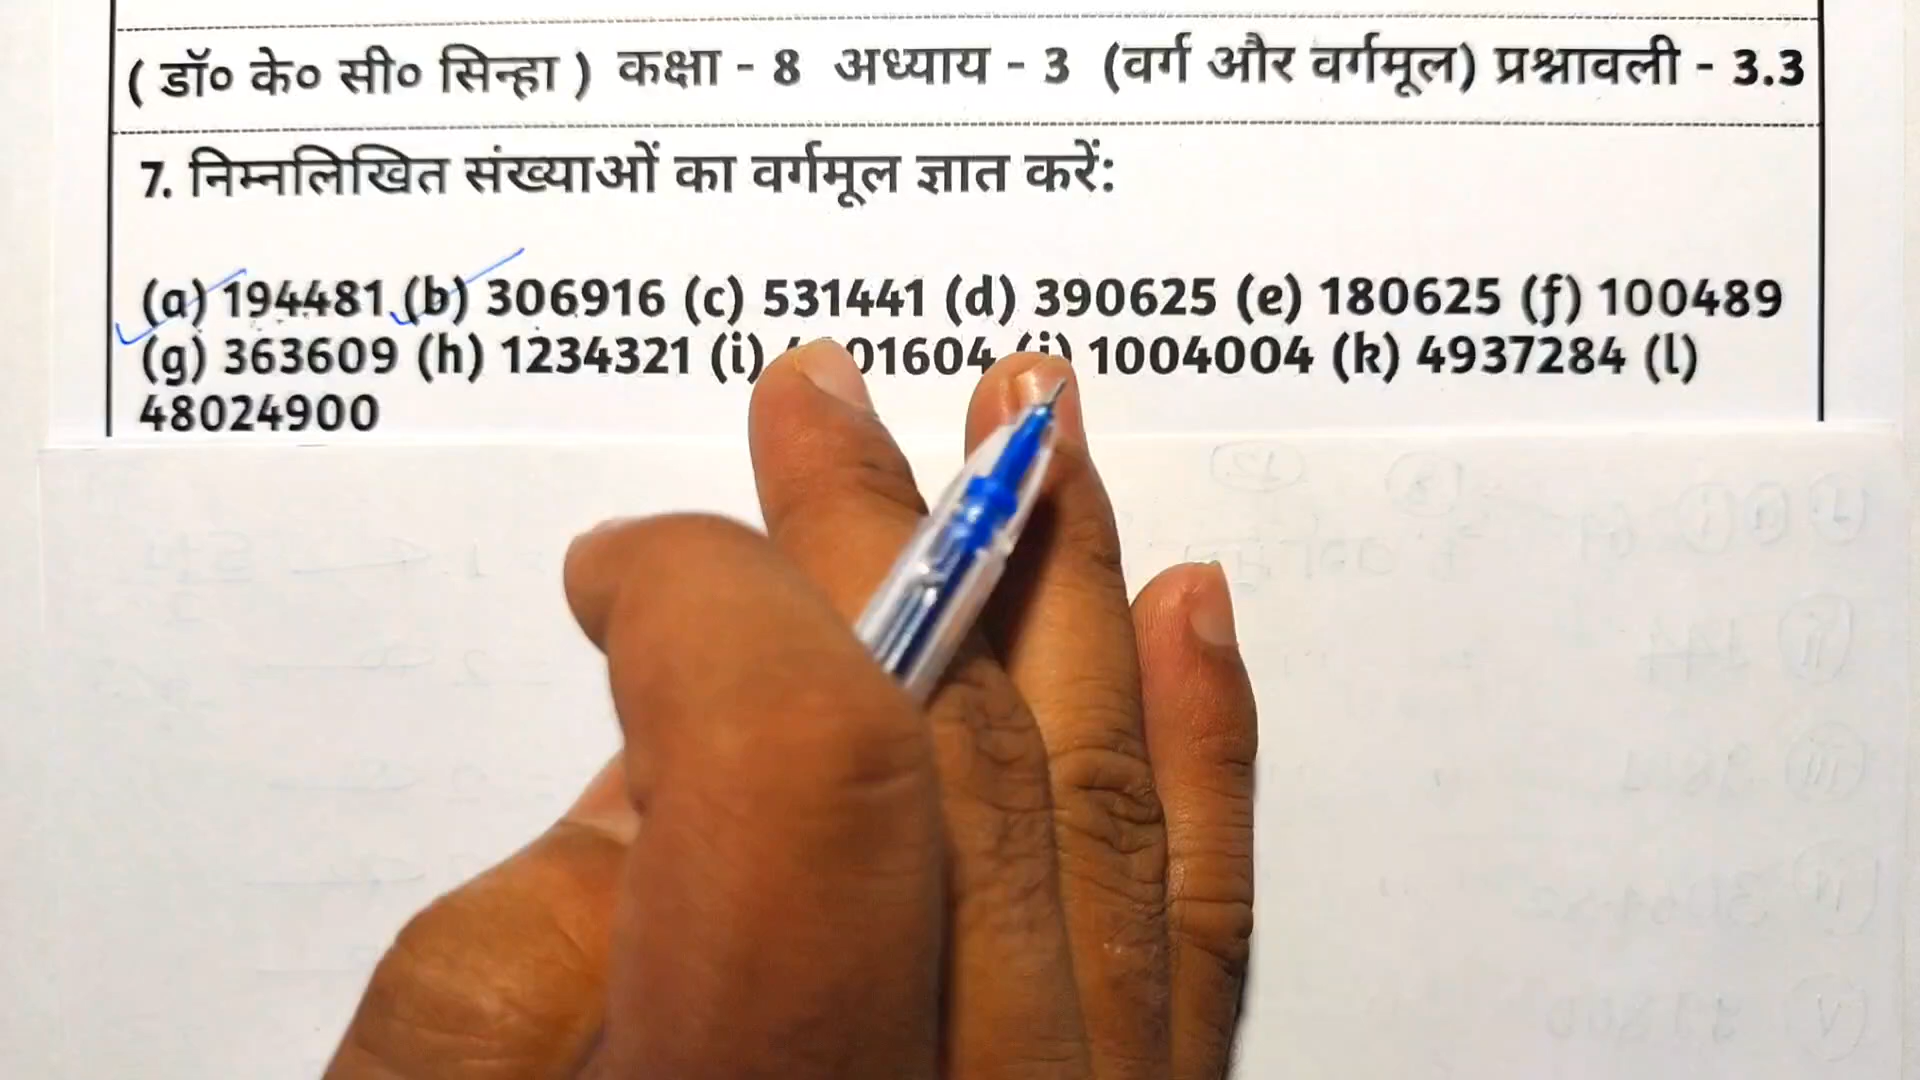 ( डॉ० के० सी० सिन्हा ) कक्षा - 8 अध्याय - 3 (वर्ग और वर्गमूल) प्रश्नावली - 3.3
7. निम्नलिखित संख्याओं का वर्गमूल ज्ञात करें:
(a) 194481 (b) 306916 (c) 531441 (d) 390625 (e) 180625 (f) 100489
(g) 363609 (h) 1234321 (i) 01604 (j) 1004004 (k) 4937284 (l)
48024900